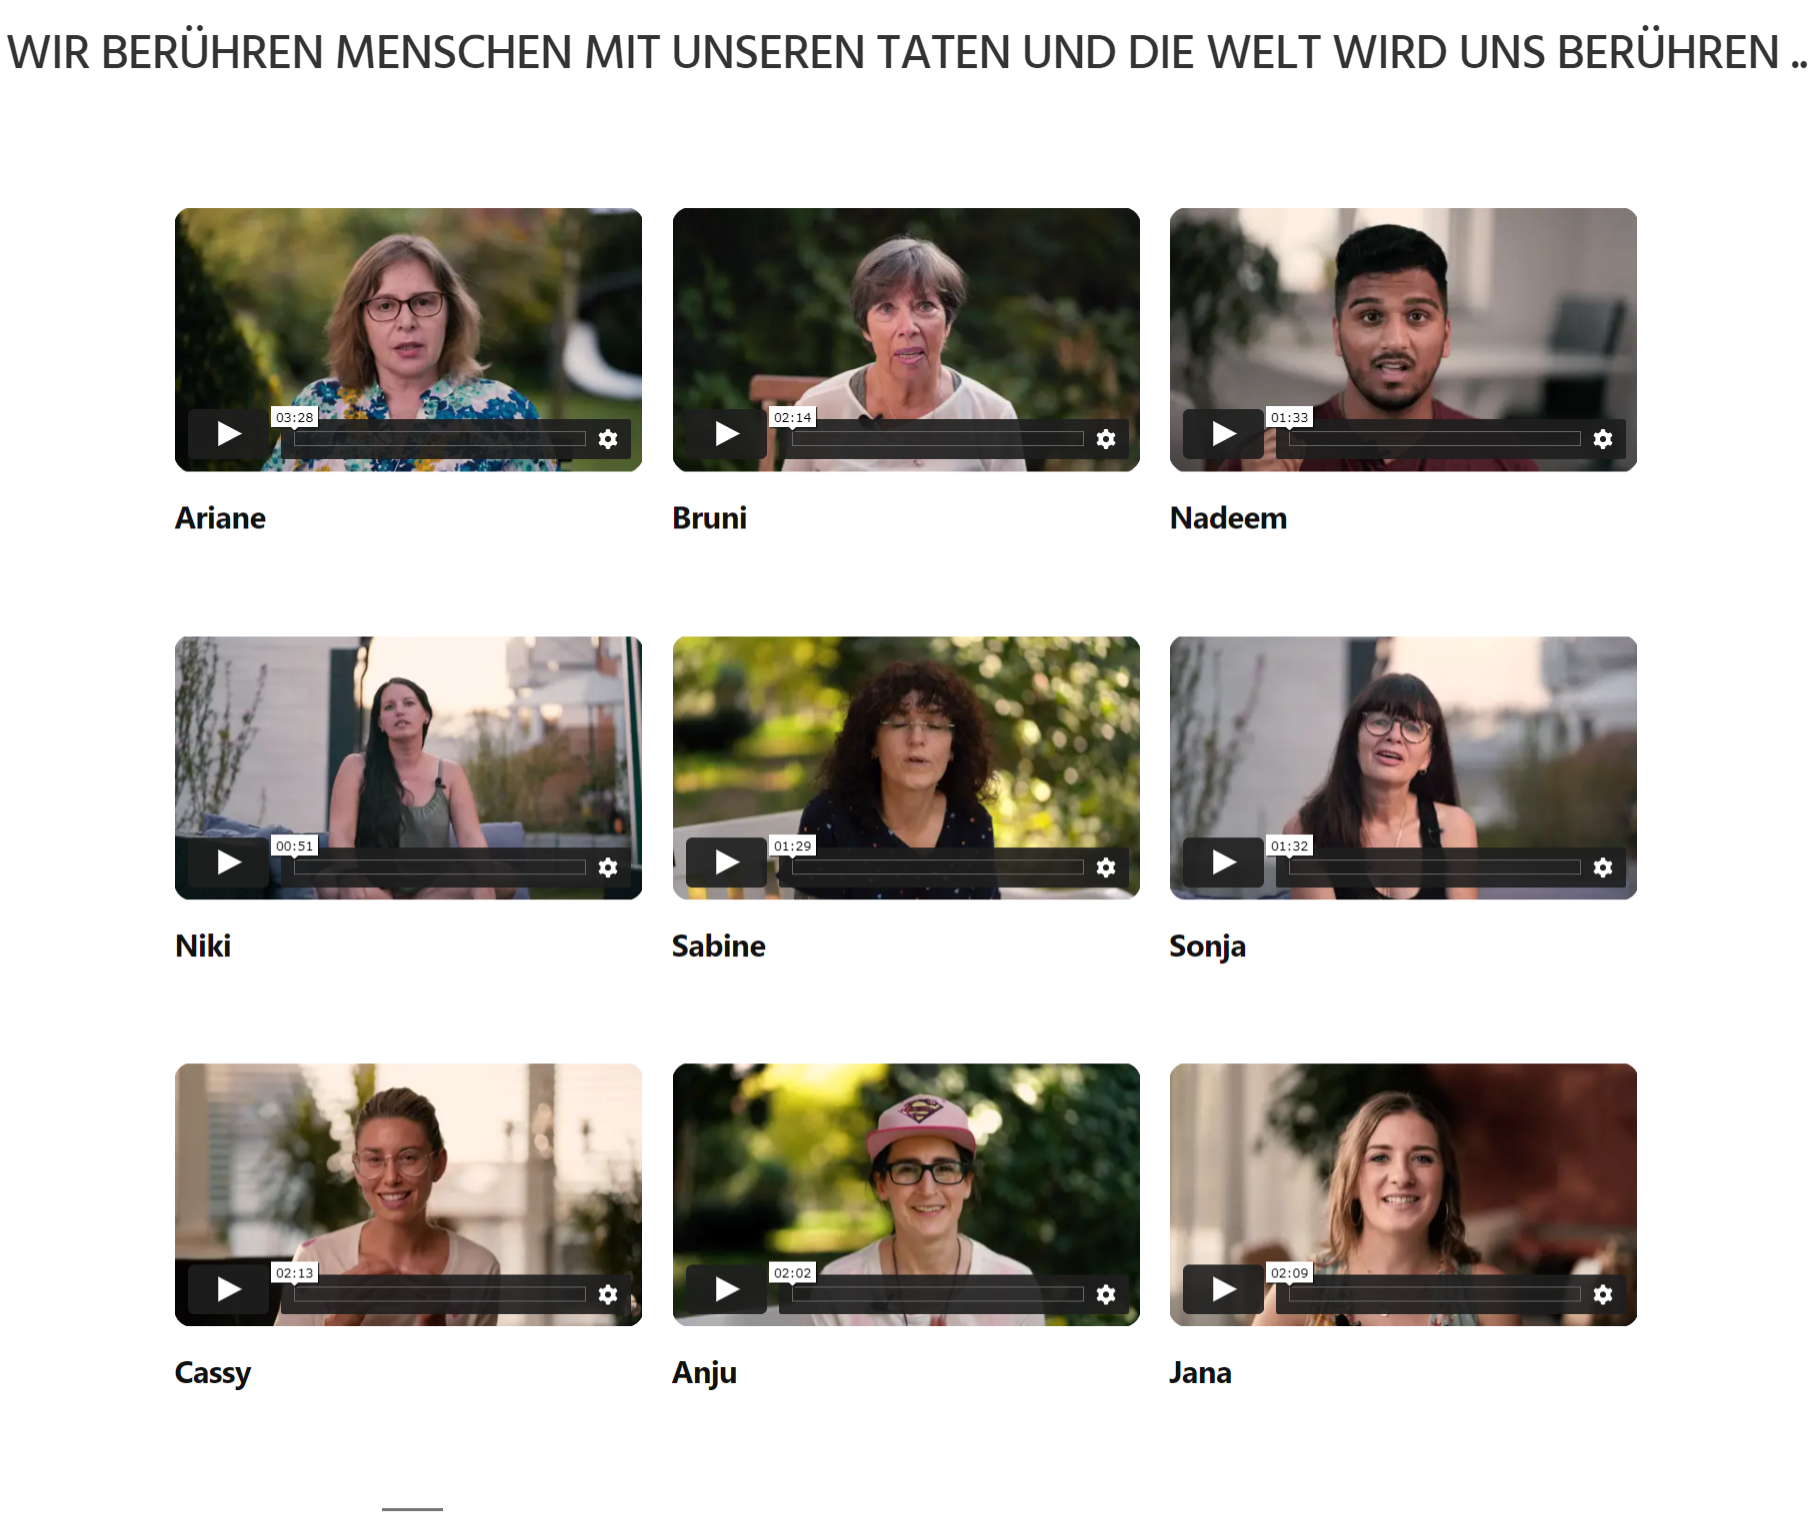 WIR BERÜHREN MENSCHEN MIT UNSEREN TATEN UND DIE WELT WIRD UNS BERÜHREN ..
03:28
02:14
01:33
Ariane
Bruni
Nadeem
00:51
01:29
01:32
Niki
Sabine
Sonja
02:13
02:02
02:09
Cassy
Anju
Jana